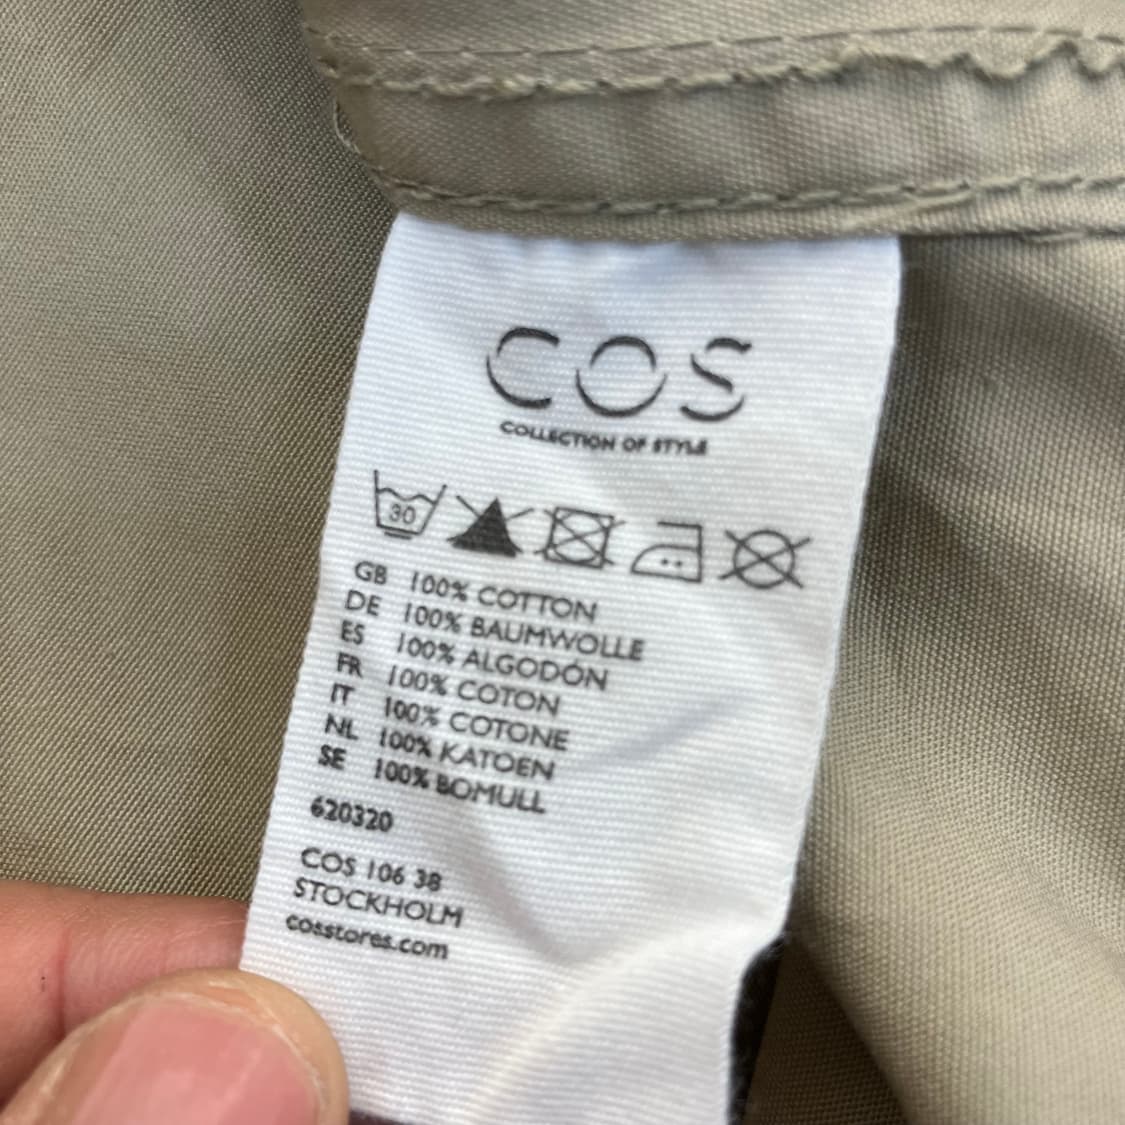 COS
COLLECTION OF STYLE
30
GB 100% COTTON
DE 100% BAUMWOLLE
ES 100% ALGODÓN
FR 100% COTON
IT 100% COTONE
NL 100% KATOEN
SE 100% BOMULL
620320
COS 106 38
STOCKHOLM
cosstores.com